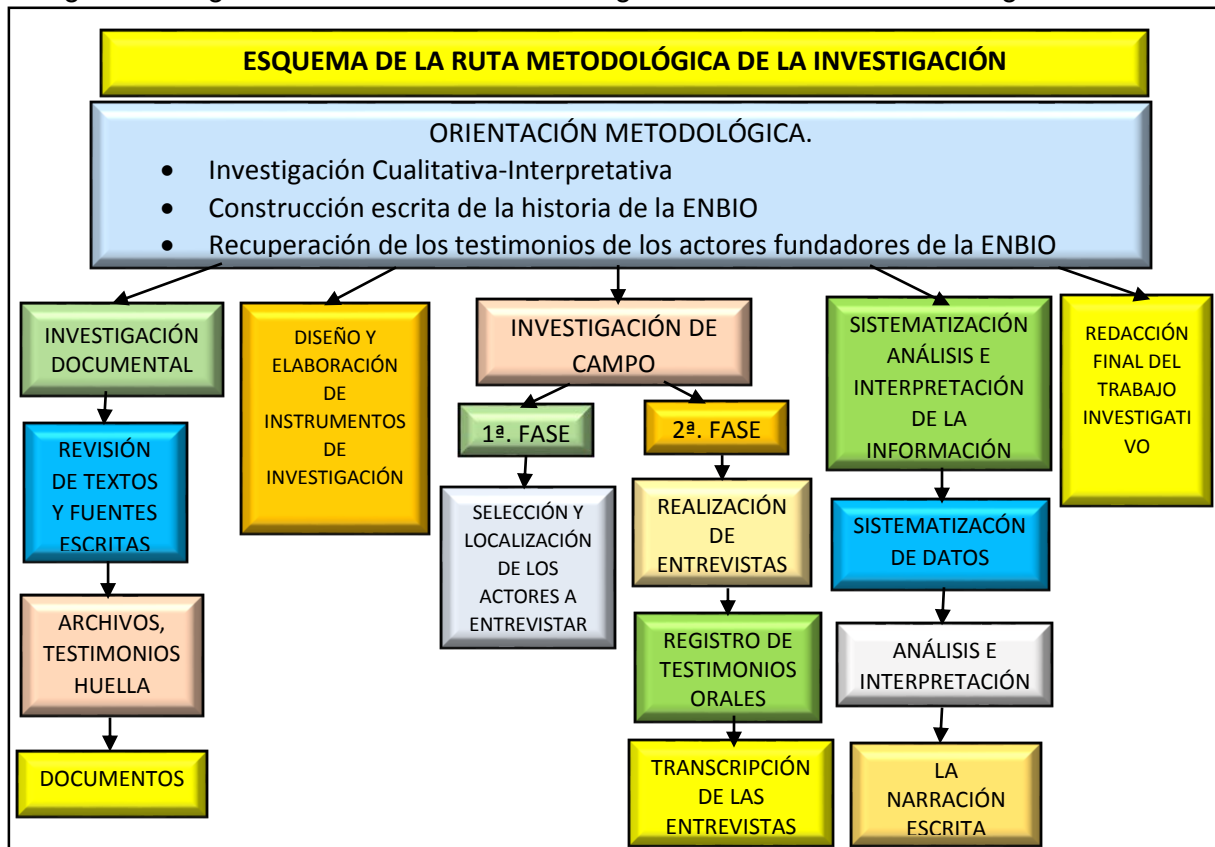 ESQUEMA DE LA RUTA METODOLÓGICA DE LA INVESTIGACIÓN
ORIENTACIÓN METODOLÓGICA.
• Investigación Cualitativa-Interpretativa
• Construcción escrita de la historia de la ENBIO
• Recuperación de los testimonios de los actores fundadores de la ENBIO
INVESTIGACIÓN
DOCUMENTAL
REVISIÓN
DE TEXTOS
Y FUENTES
ESCRITAS
ARCHIVOS,
TESTIMONIOS
HUELLA
DOCUMENTOS
DISEÑO Y
ELABORACIÓN
DE
INSTRUMENTOS
DE
INVESTIGACIÓN
INVESTIGACIÓN DE
CAMPO
1ª. FASE
SELECCIÓN Y
LOCALIZACIÓN
DE LOS
ACTORES A
ENTREVISTAR
2ª. FASE
REALIZACIÓN
DE
ENTREVISTAS
REGISTRO DE
TESTIMONIOS
ORALES
TRANSCRIPCIÓN
DE LAS
ENTREVISTAS
SISTEMATIZACIÓN
ANÁLISIS E
INTERPRETACIÓN
DE LA
INFORMACIÓN
SISTEMATIZACÓN
DE DATOS
ANÁLISIS E
INTERPRETACIÓN
LA
NARRACIÓN
ESCRITA
REDACCIÓN
FINAL DEL
TRABAJO
INVESTIGATI
VO